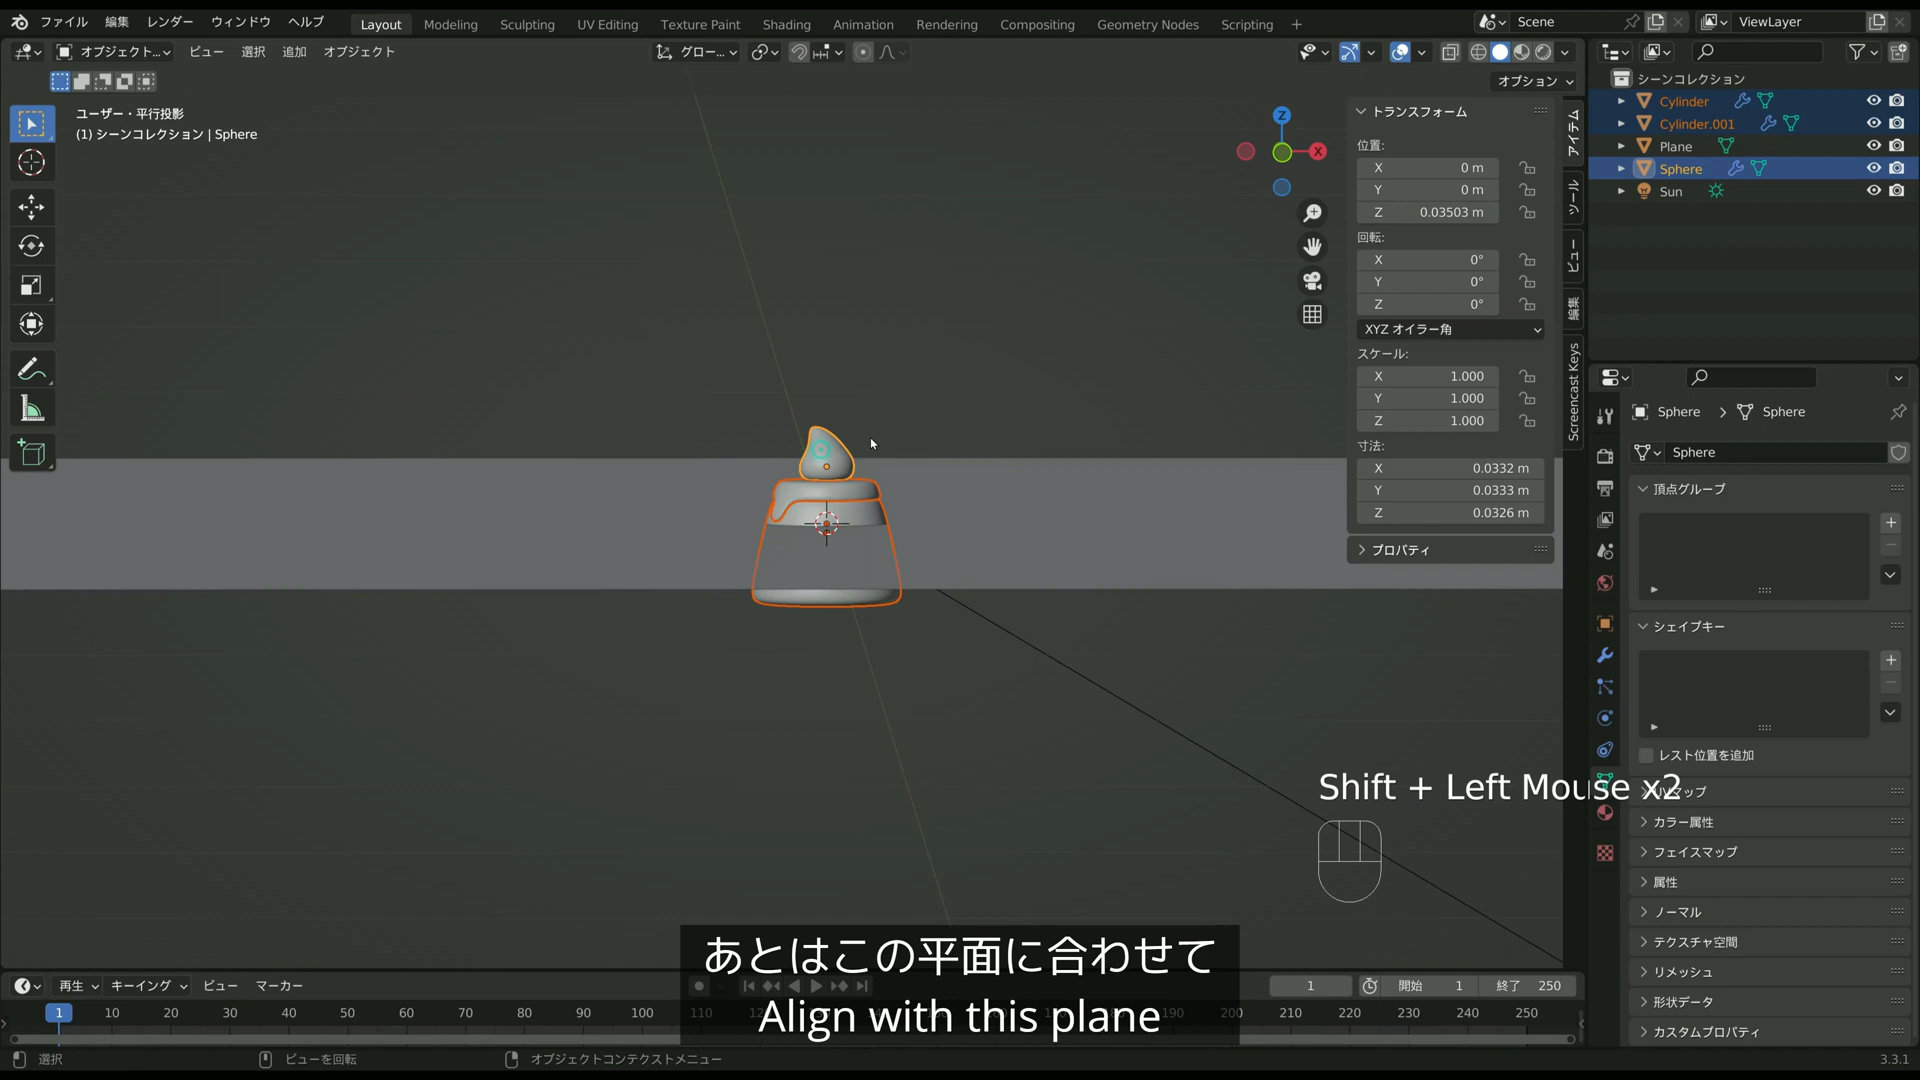 ファイル 編集 レンダー ウィンドウ ヘルプ Layout Modeling Sculpting UV Editing Texture Paint Shading Animation Rendering Compositing Geometry Nodes Scripting + Scene ViewLayer
オブジェクト... ビュー 選択 追加 オブジェクト グロー...
オプション
ユーザー・平行投影
(1) シーンコレクション | Sphere
Z
X
トランスフォーム
位置:
X 0 m
Y 0 m
Z 0.03503 m
回転:
X 0°
Y 0°
Z 0°
XYZ オイラー角
スケール:
X 1.000
Y 1.000
Z 1.000
寸法:
X 0.0332 m
Y 0.0333 m
Z 0.0326 m
プロパティ
アイテム
ツール
ビュー
編集
Screencast Keys
シーンコレクション
Cylinder
Cylinder.001
Plane
Sphere
Sun
Sphere > Sphere
Sphere
頂点グループ
シェイプキー
レスト位置を追加
カラー属性
フェイスマップ
属性
ノーマル
テクスチャ空間
リメッシュ
形状データ
カスタムプロパティ
Shift + Left Mouse x2
あとはこの平面に合わせて
Align with this plane
再生 キーイング ビュー マーカー 1 開始 1 終了 250
1 10 20 30 40 50 60 70 80 90 100 110 210 220 230 240 250
選択 ビューを回転 オブジェクトコンテクストメニュー 3.3.1